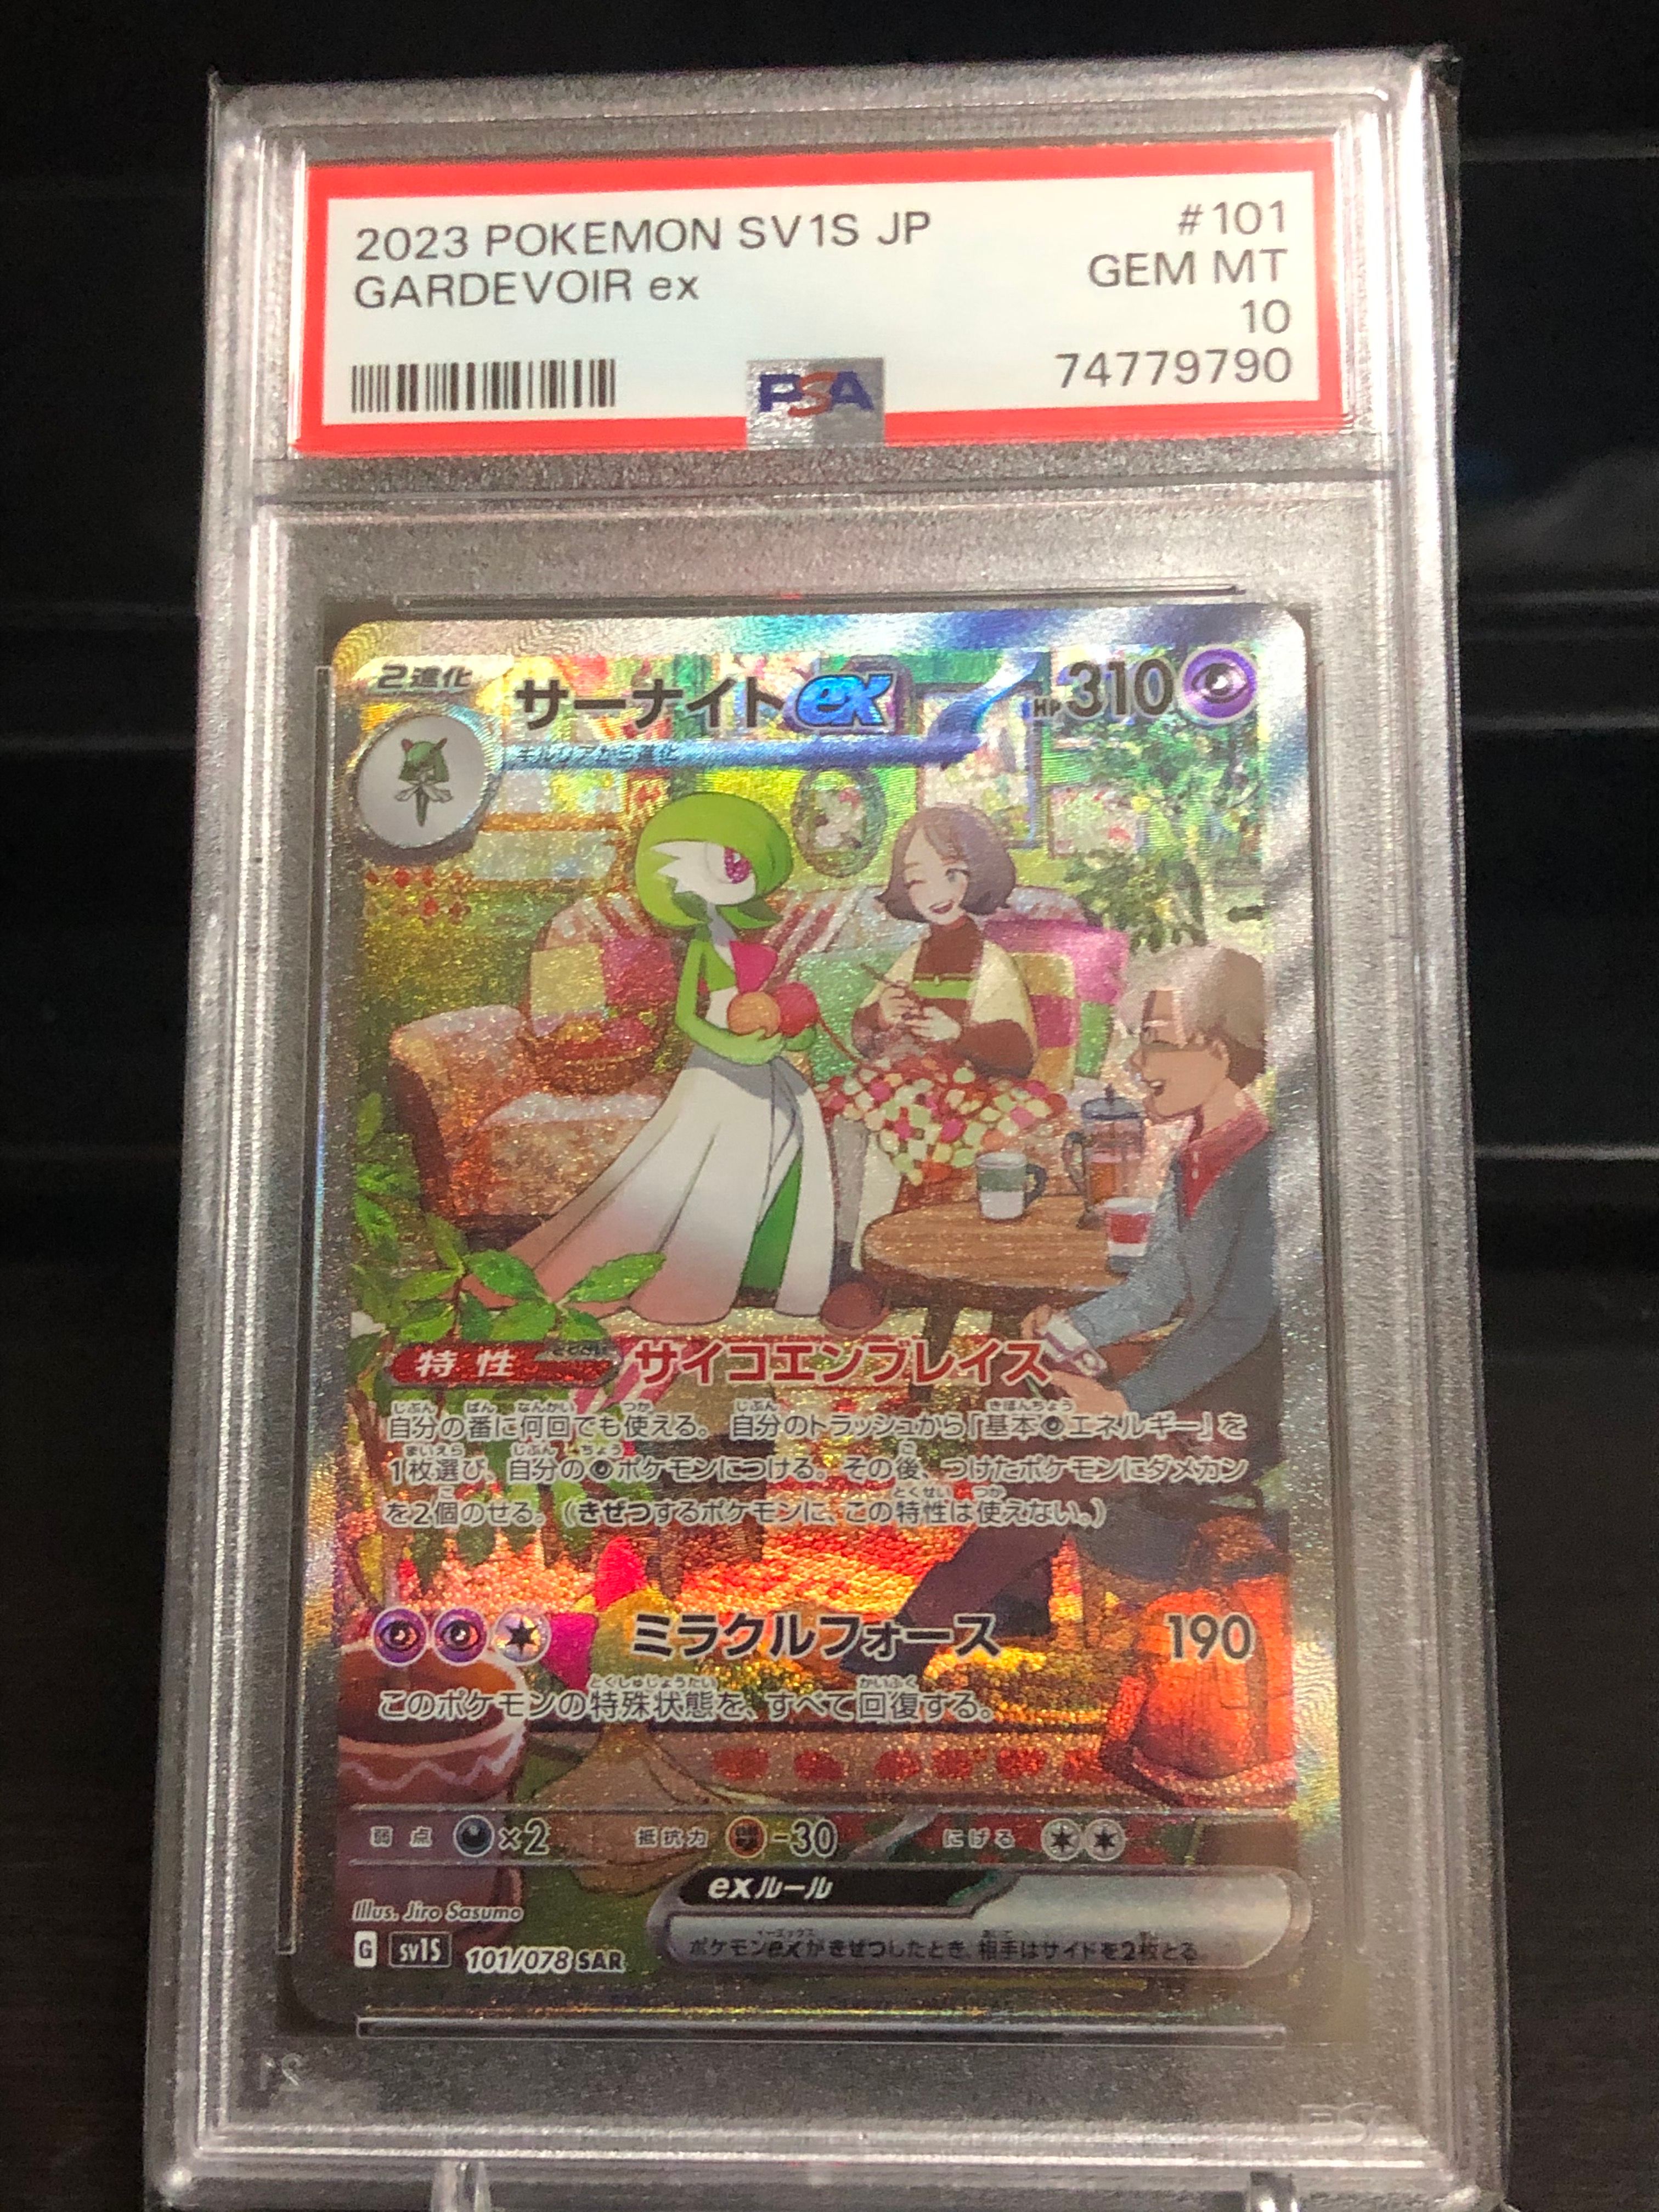 2023 POKEMON SV1S JP #101
GARDEVOIR ex GEM MT
10
PSA 74779790
2進化 サーナイトex HP310
キルリアから進化
特性 サイコエンブレイス
自分の番に何回でも使える。自分のトラッシュから「基本エネルギー」を
1枚選び、自分のポケモンにつける。その後、つけたポケモンにダメカン
を2個のせる。(きぜつするポケモンに、この特性は使えない。)
ミラクルフォース 190
このポケモンの特殊状態を、すべて回復する。
弱点 ×2 抵抗力 -30 にげる
exルール
ポケモンexがきぜつしたとき、相手はサイドを2枚とる
Illus. Jiro Sasumo
G SV1S 101/078 SAR